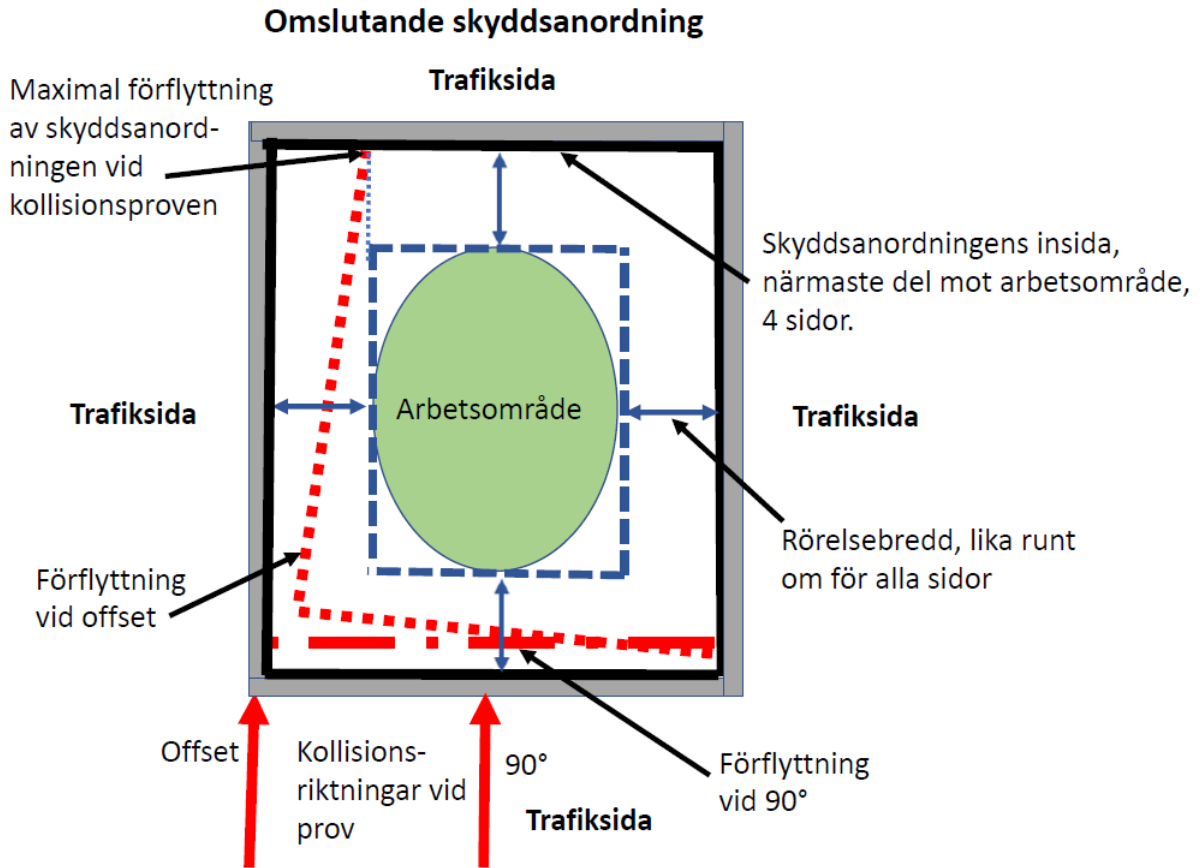 Omslutande skyddsanordning
Trafiksida
Maximal förflyttning
av skyddsanord-
ningen vid
kollisionsproven
Skyddsanordningens insida,
närmaste del mot arbetsområde,
4 sidor.
Trafiksida
Arbetsområde
Trafiksida
Rörelsebredd, lika runt
om för alla sidor
Förflyttning
vid offset
Offset
Kollisions-
riktningar vid
prov
90°
Förflyttning
vid 90°
Trafiksida